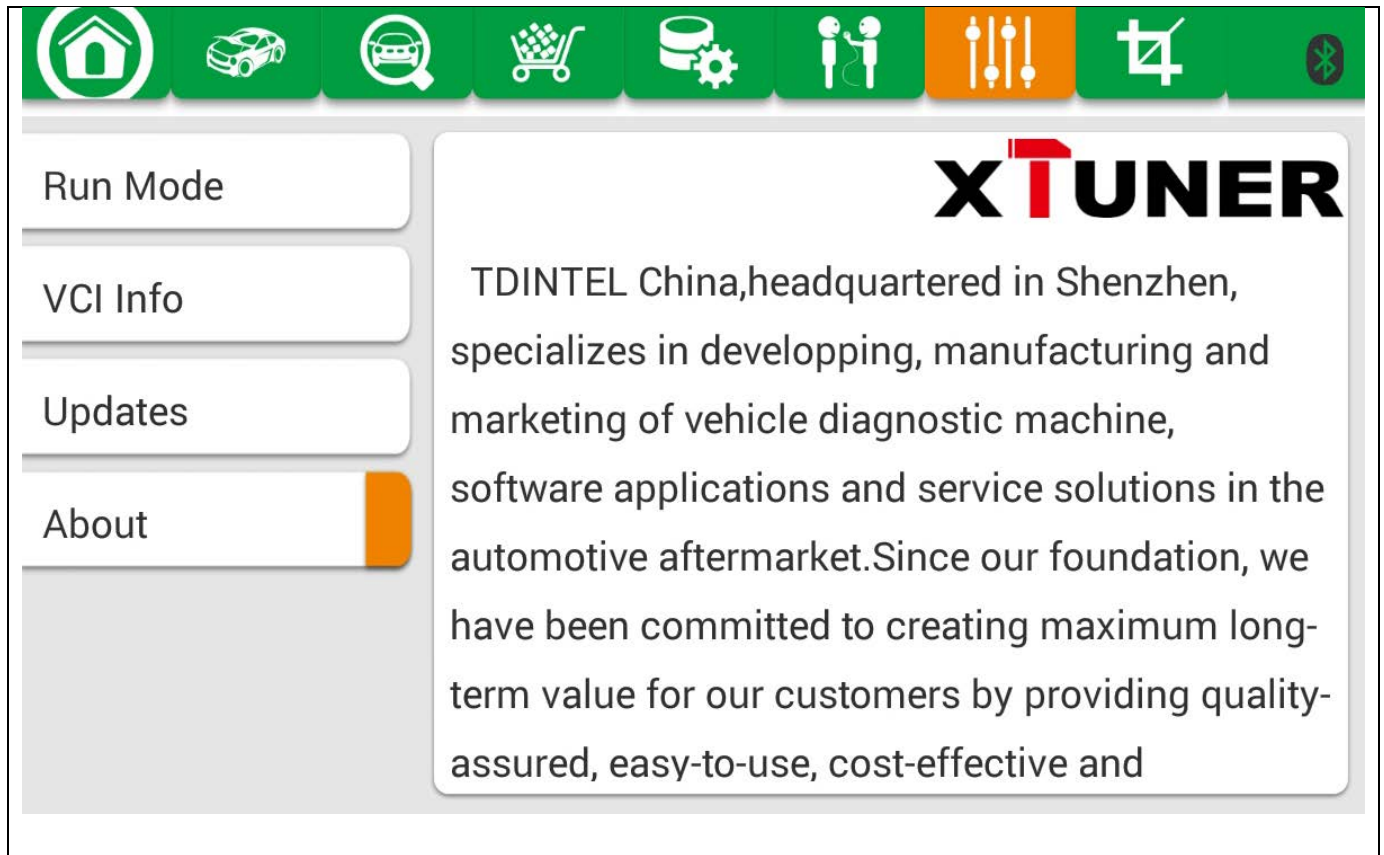 Run Mode
VCI Info
Updates
About
XTUNER
TDINTEL China,headquartered in Shenzhen,
specializes in developping, manufacturing and
marketing of vehicle diagnostic machine,
software applications and service solutions in the
automotive aftermarket.Since our foundation, we
have been committed to creating maximum long-
term value for our customers by providing quality-
assured, easy-to-use, cost-effective and